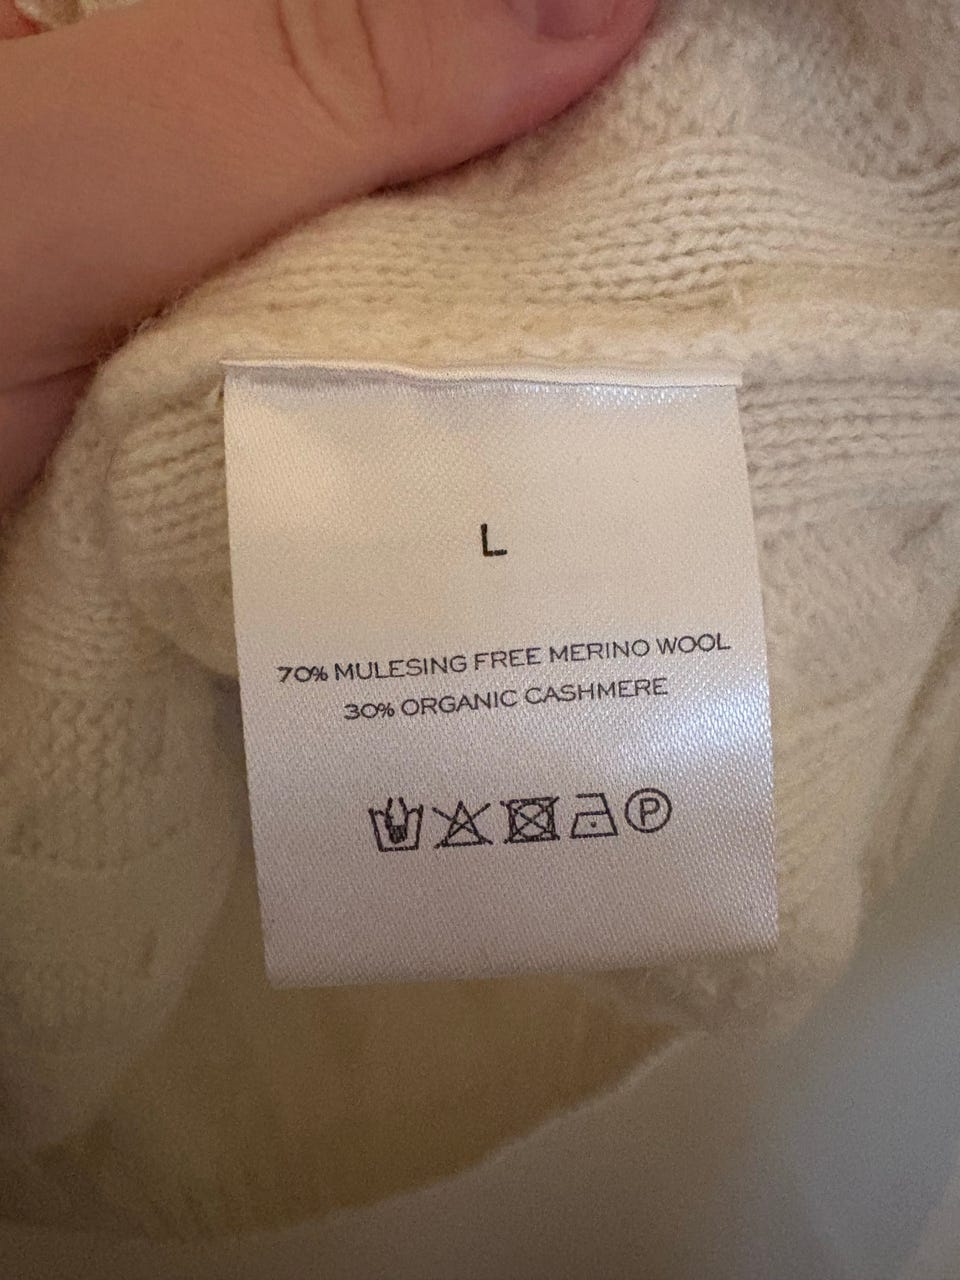 L
70% MULESING FREE MERINO WOOL
30% ORGANIC CASHMERE
P